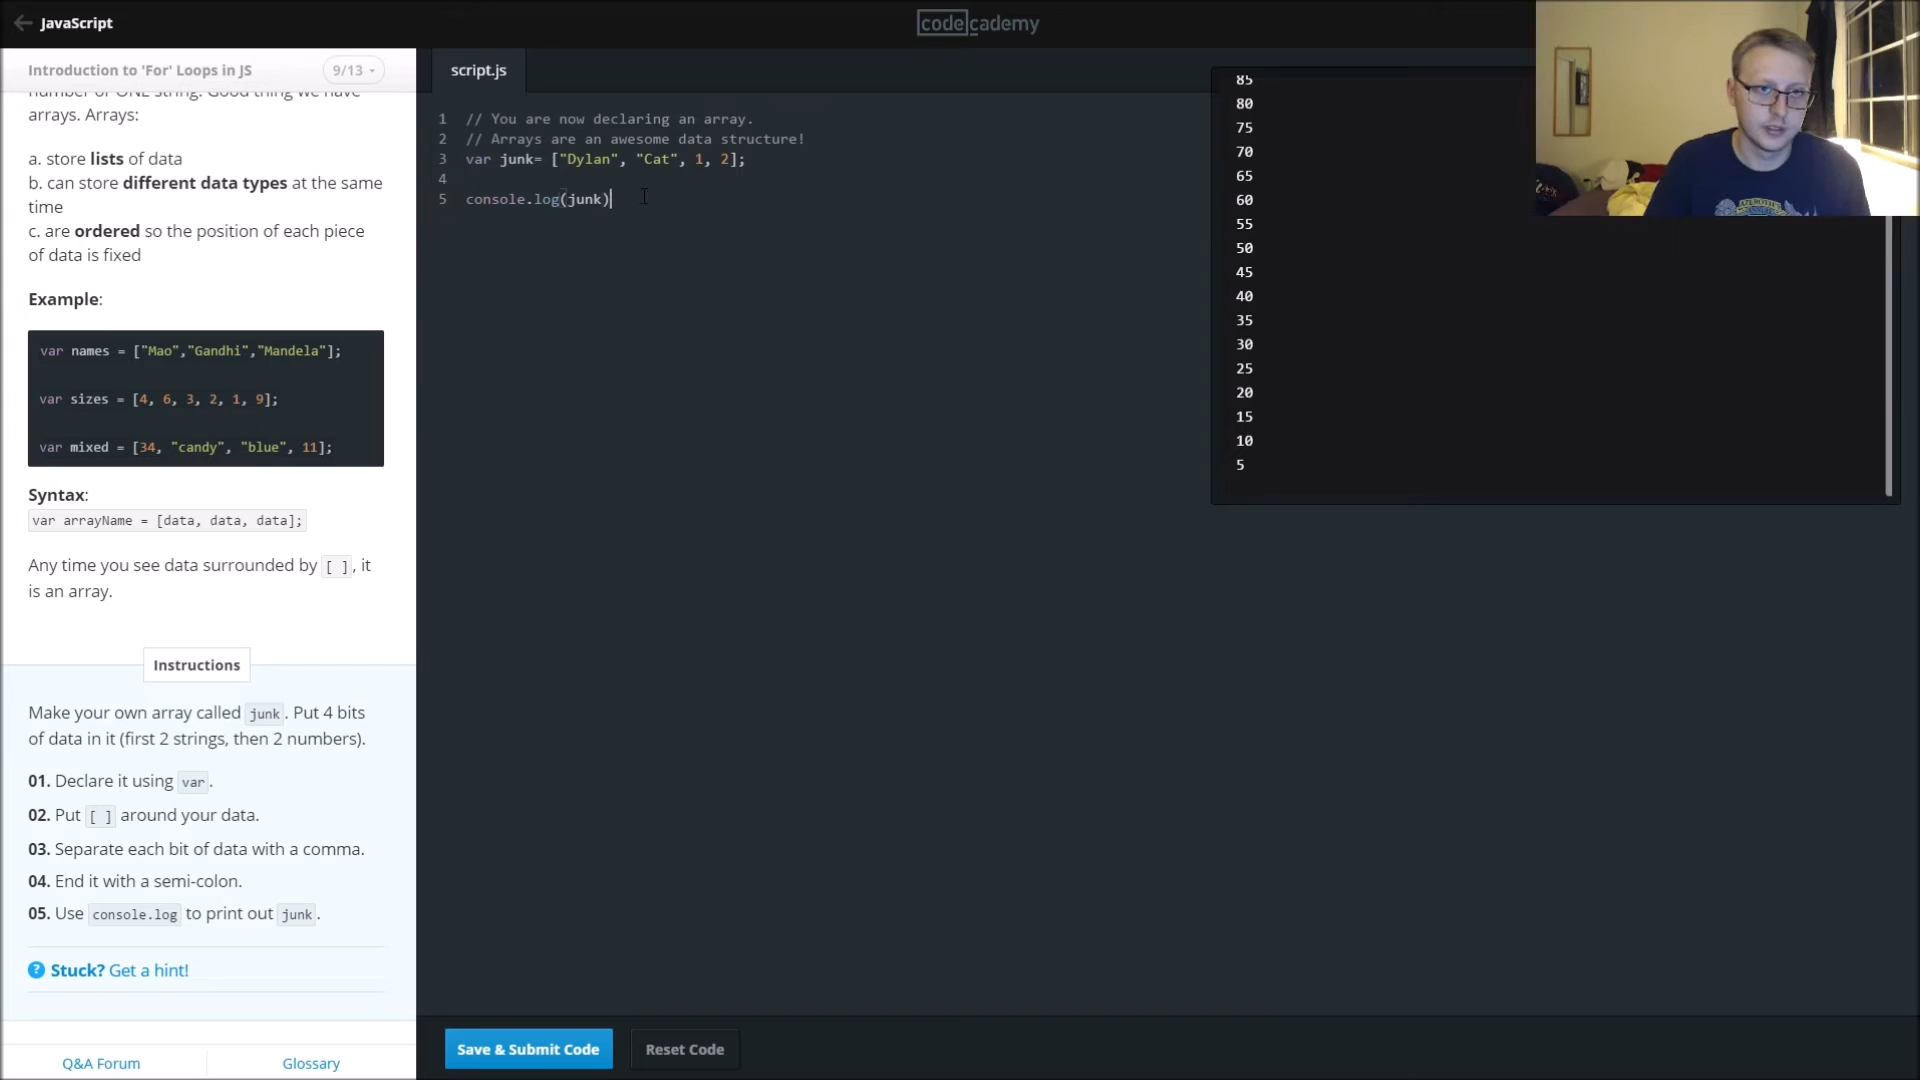 JavaScript
codecademy
Introduction to 'For' Loops in JS
9/13
number of ONE string. Good thing we have
arrays. Arrays:
a. store lists of data
b. can store different data types at the same
time
c. are ordered so the position of each piece
of data is fixed
Example:
var names = ["Mao","Gandhi","Mandela"];
var sizes = [4, 6, 3, 2, 1, 9];
var mixed = [34, "candy", "blue", 11];
Syntax:
var arrayName = [data, data, data];
Any time you see data surrounded by [ ], it
is an array.
Instructions
Make your own array called junk. Put 4 bits
of data in it (first 2 strings, then 2 numbers).
01. Declare it using var.
02. Put [ ] around your data.
03. Separate each bit of data with a comma.
04. End it with a semi-colon.
05. Use console.log to print out junk.
? Stuck? Get a hint!
Q&A Forum
Glossary
script.js
1 // You are now declaring an array.
2 // Arrays are an awesome data structure!
3 var junk= ["Dylan", "Cat", 1, 2];
4
5 console.log(junk)
Save & Submit Code
Reset Code
85
80
75
70
65
60
55
50
45
40
35
30
25
20
15
10
5